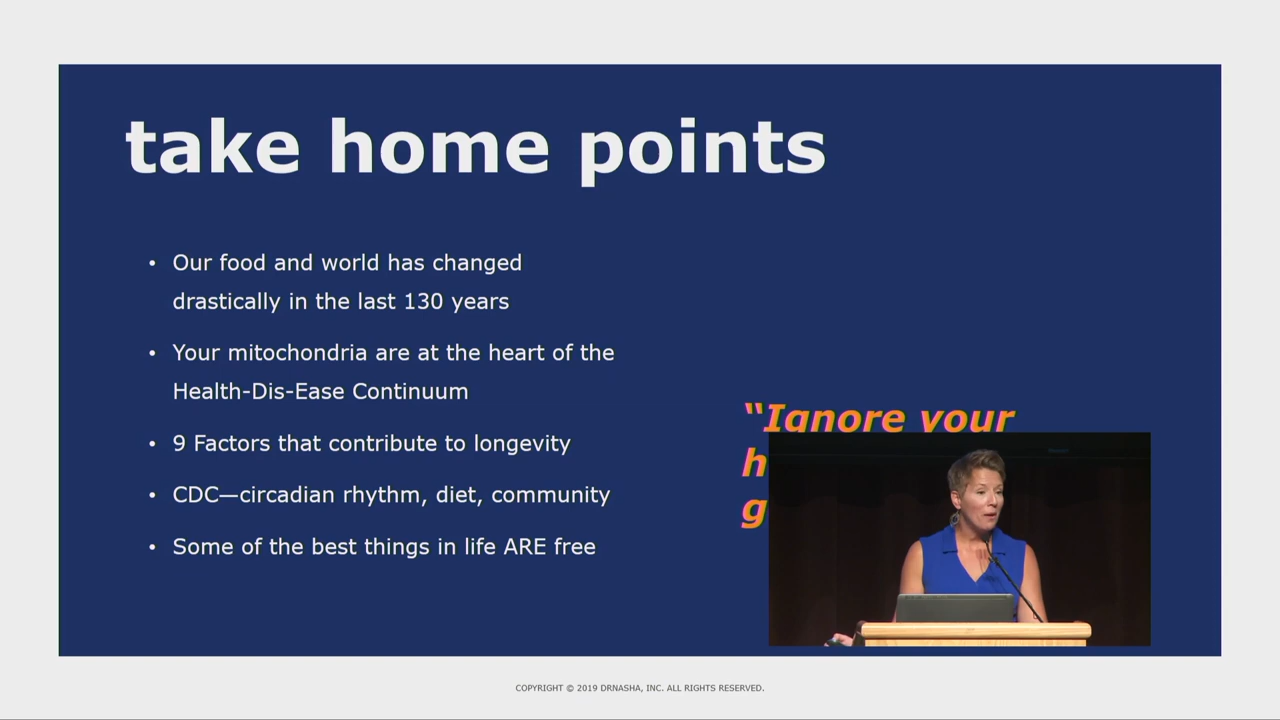 take home points
• Our food and world has changed
drastically in the last 130 years
• Your mitochondria are at the heart of the
Health-Dis-Ease Continuum
• 9 Factors that contribute to longevity
• CDC—circadian rhythm, diet, community
• Some of the best things in life ARE free
“Ignore your
COPYRIGHT © 2019 DRNASHA, INC. ALL RIGHTS RESERVED.